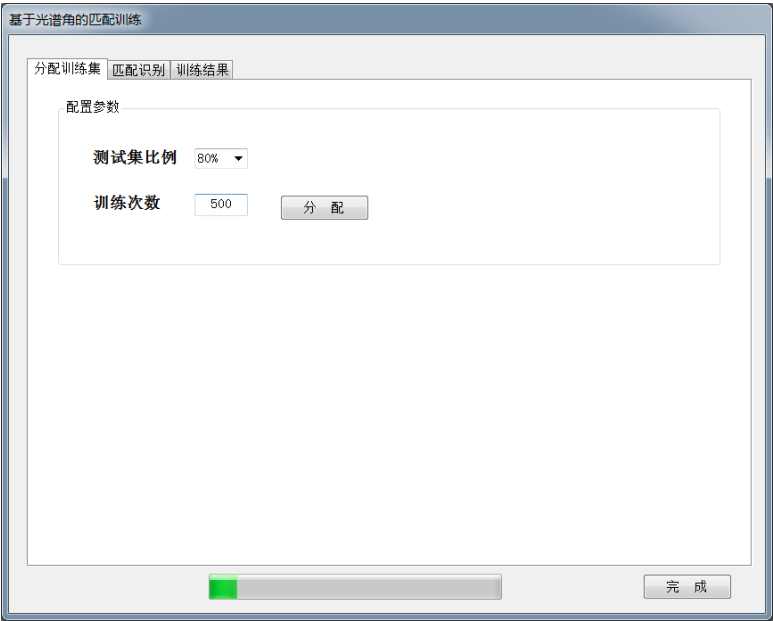 基于光谱角的匹配训练
分配训练集 匹配识别 训练结果
配置参数
测试集比例 80%
训练次数 500 分 配
完 成